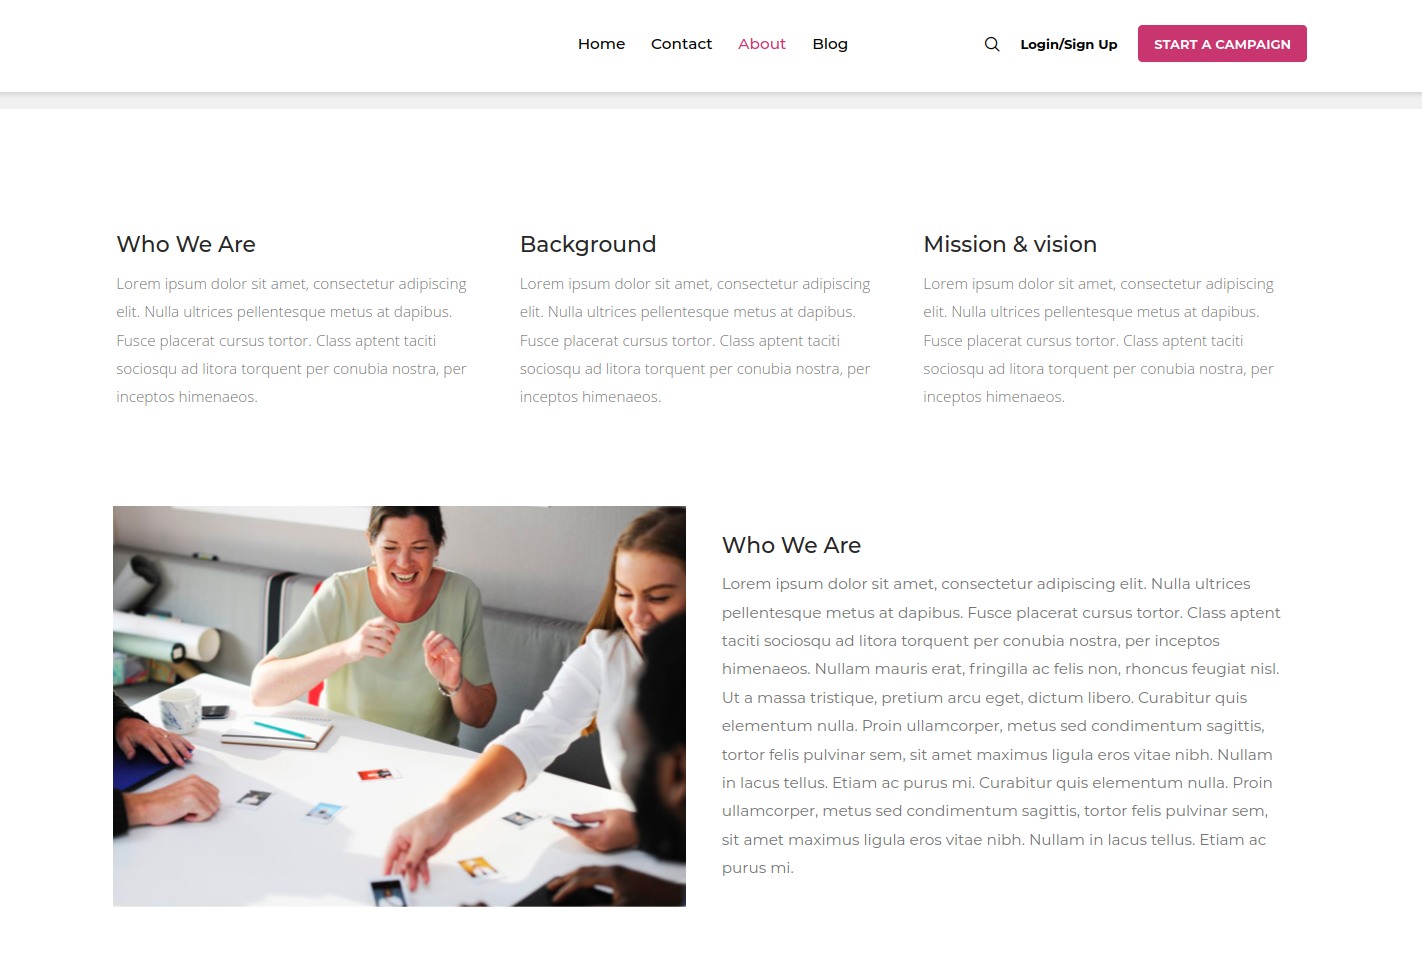 Home Contact About Blog Login/Sign Up START A CAMPAIGN
Who We Are
Lorem ipsum dolor sit amet, consectetur adipiscing
elit. Nulla ultrices pellentesque metus at dapibus.
Fusce placerat cursus tortor. Class aptent taciti
sociosqu ad litora torquent per conubia nostra, per
inceptos himenaeos.
Background
Lorem ipsum dolor sit amet, consectetur adipiscing
elit. Nulla ultrices pellentesque metus at dapibus.
Fusce placerat cursus tortor. Class aptent taciti
sociosqu ad litora torquent per conubia nostra, per
inceptos himenaeos.
Mission & vision
Lorem ipsum dolor sit amet, consectetur adipiscing
elit. Nulla ultrices pellentesque metus at dapibus.
Fusce placerat cursus tortor. Class aptent taciti
sociosqu ad litora torquent per conubia nostra, per
inceptos himenaeos.
Who We Are
Lorem ipsum dolor sit amet, consectetur adipiscing elit. Nulla ultrices
pellentesque metus at dapibus. Fusce placerat cursus tortor. Class aptent
taciti sociosqu ad litora torquent per conubia nostra, per inceptos
himenaeos. Nullam mauris erat, fringilla ac felis non, rhoncus feugiat nisl.
Ut a massa tristique, pretium arcu eget, dictum libero. Curabitur quis
elementum nulla. Proin ullamcorper, metus sed condimentum sagittis,
tortor felis pulvinar sem, sit amet maximus ligula eros vitae nibh. Nullam
in lacus tellus. Etiam ac purus mi. Curabitur quis elementum nulla. Proin
ullamcorper, metus sed condimentum sagittis, tortor felis pulvinar sem,
sit amet maximus ligula eros vitae nibh. Nullam in lacus tellus. Etiam ac
purus mi.